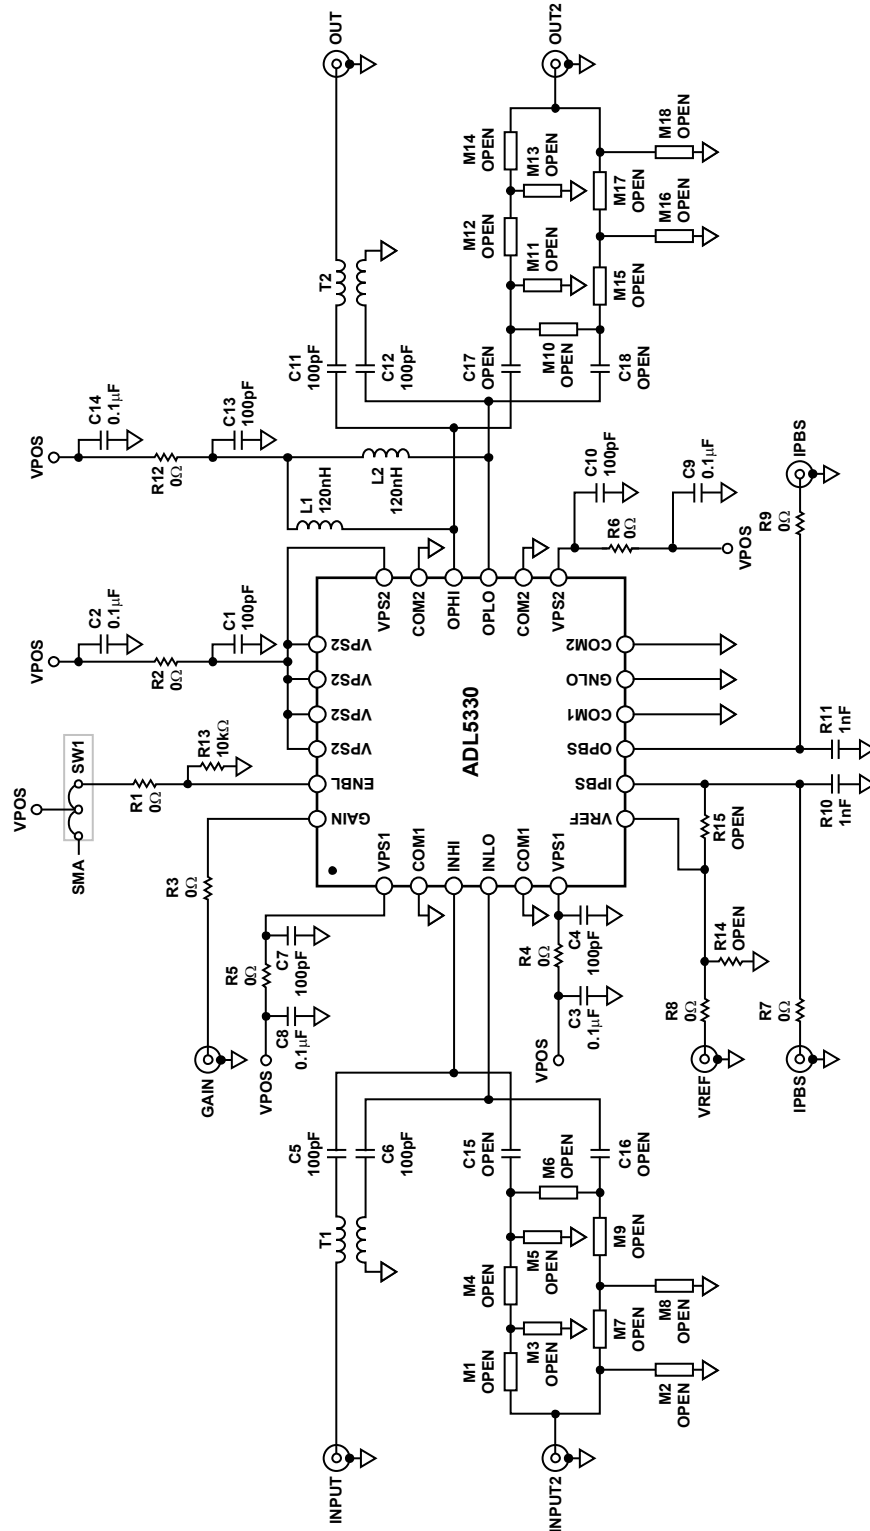 OUT
OUT2
T2
C11
100pF
C12
100pF
M14
OPEN
M13
OPEN
M12
OPEN
M11
OPEN
C17
OPEN
M10
OPEN
C18
OPEN
M15
OPEN
M17
OPEN
M16
OPEN
M18
OPEN
VPOS
C14
0.1µF
R12
0Ω
C13
100pF
L1
120nH
L2
120nH
VPOS
C2
0.1µF
R2
0Ω
C1
100pF
C10
100pF
R6
0Ω
C9
0.1µF
VPOS
IPBS
R9
0Ω
VPOS
SW1
SMA
R1
0Ω
R13
10kΩ
R3
0Ω
GAIN
ADL5330
VPS2
COM2
OPHI
OPLO
COM2
VPS2
VPS2
VPS2
VPS2
VPS2
ENBL
GAIN
VPS1
COM1
INHI
INLO
COM1
VPS1
COM2
GNLO
COM1
OPBS
IPBS
VREF
R11
1nF
R10
1nF
R15
OPEN
R14
OPEN
R8
0Ω
VREF
R7
0Ω
IPBS
R5
0Ω
C7
100pF
C8
0.1µF
VPOS
R4
0Ω
C4
100pF
C3
0.1µF
VPOS
C5
100pF
C6
100pF
T1
INPUT
C15
OPEN
M6
OPEN
C16
OPEN
M4
OPEN
M5
OPEN
M9
OPEN
M1
OPEN
M3
OPEN
M7
OPEN
M8
OPEN
M2
OPEN
INPUT2